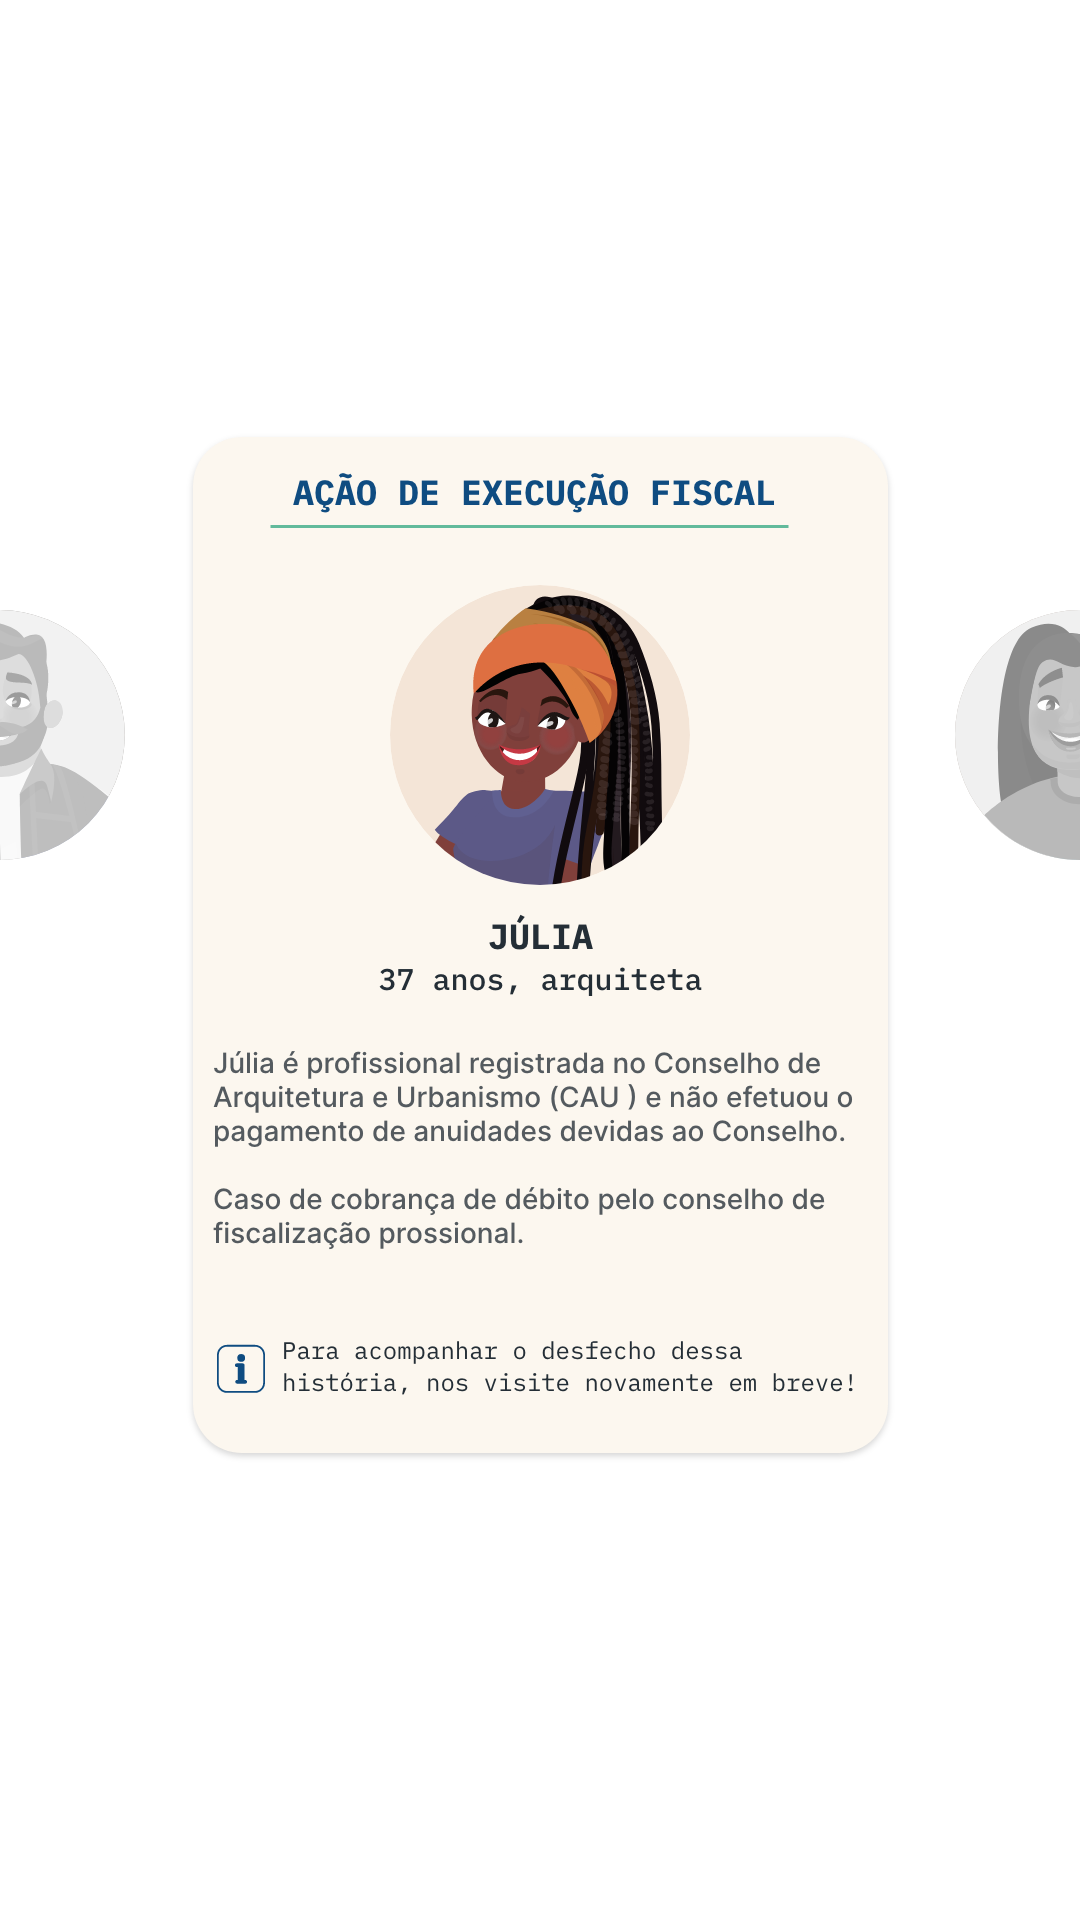 AÇÃO DE EXECUÇÃO FISCAL
JÚLIA
37 anos, arquiteta
Júlia é profissional registrada no Conselho de
Arquitetura e Urbanismo (CAU ) e não efetuou o
pagamento de anuidades devidas ao Conselho.
Caso de cobrança de débito pelo conselho de
fiscalização prossional.
Para acompanhar o desfecho dessa
história, nos visite novamente em breve!